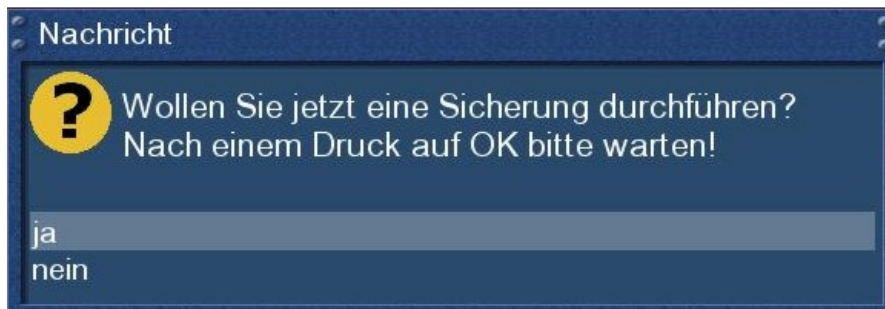 Nachricht
Wollen Sie jetzt eine Sicherung durchführen?
Nach einem Druck auf OK bitte warten!
ja
nein